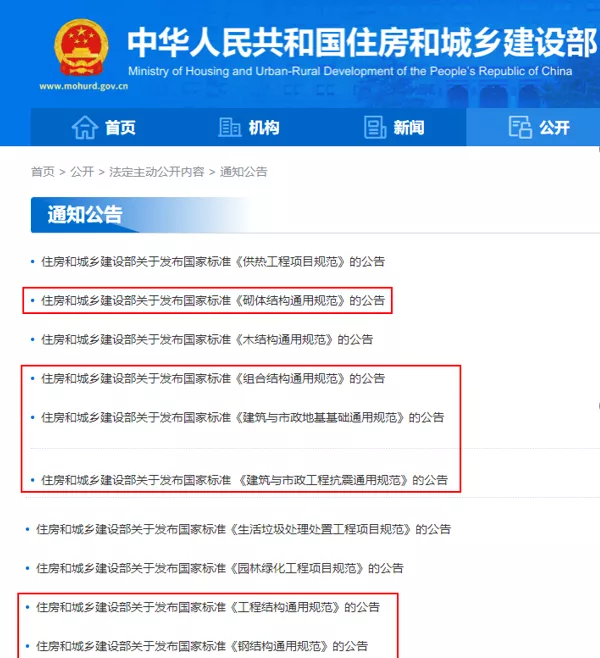 中华人民共和国住房和城乡建设部
Ministry of Housing and Urban-Rural Development of the People's Republic of China
www.mohurd.gov.cn
首页 机构 新闻 公开
首页 > 公开 > 法定主动公开内容 > 通知公告
通知公告
住房和城乡建设部关于发布国家标准《供热工程项目规范》的公告
住房和城乡建设部关于发布国家标准《砌体结构通用规范》的公告
住房和城乡建设部关于发布国家标准《木结构通用规范》的公告
住房和城乡建设部关于发布国家标准《组合结构通用规范》的公告
住房和城乡建设部关于发布国家标准《建筑与市政地基基础通用规范》的公告
住房和城乡建设部关于发布国家标准 《建筑与市政工程抗震通用规范》的公告
住房和城乡建设部关于发布国家标准《生活垃圾处理处置工程项目规范》的公告
住房和城乡建设部关于发布国家标准《园林绿化工程项目规范》的公告
住房和城乡建设部关于发布国家标准《工程结构通用规范》的公告
住房和城乡建设部关于发布国家标准《钢结构通用规范》的公告